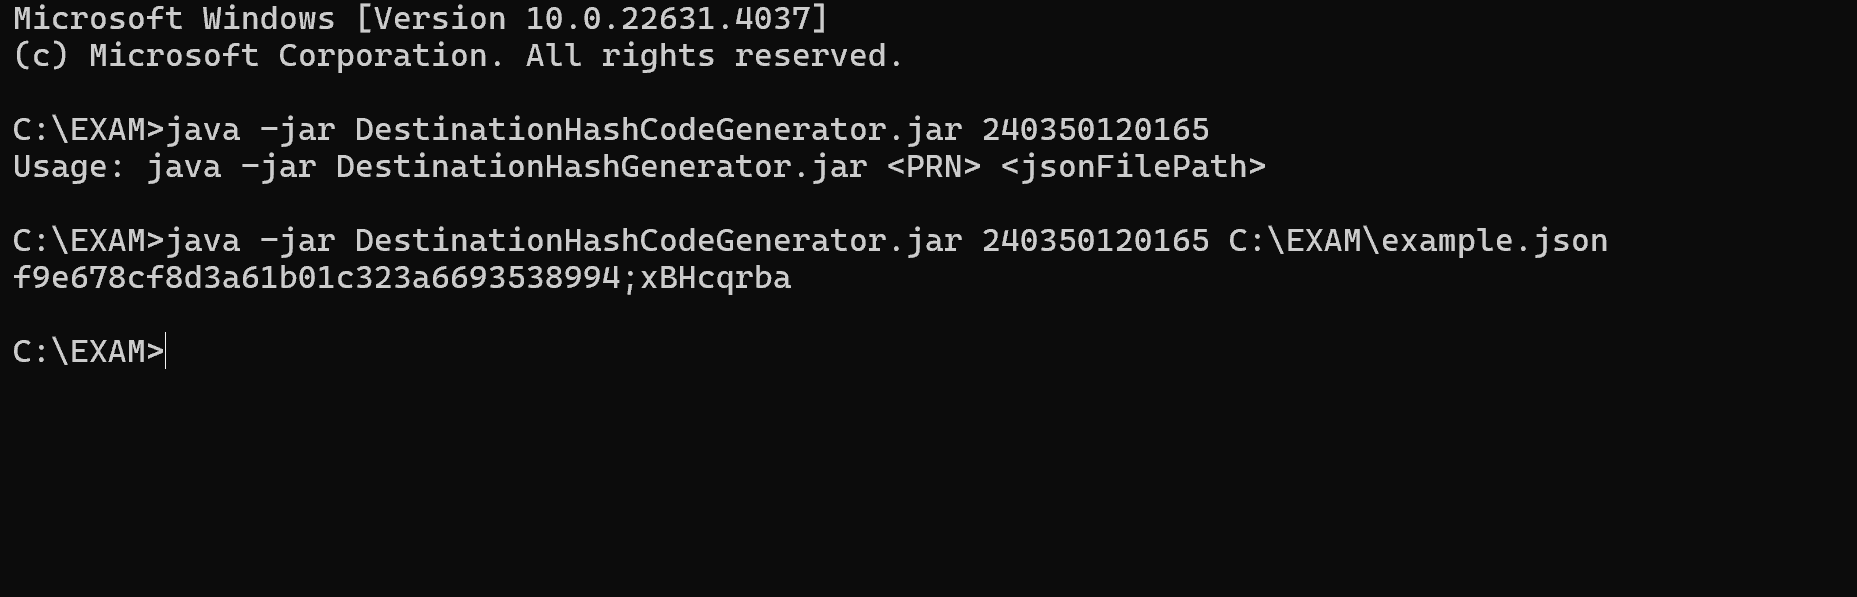 Microsoft Windows [Version 10.0.22631.4037]
(c) Microsoft Corporation. All rights reserved.
C:\EXAM>java -jar DestinationHashCodeGenerator.jar 240350120165
Usage: java -jar DestinationHashGenerator.jar <PRN> <jsonFilePath>
C:\EXAM>java -jar DestinationHashCodeGenerator.jar 240350120165 C:\EXAM\example.json
f9e678cf8d3a61b01c323a6693538994;xBHcqrba
C:\EXAM>